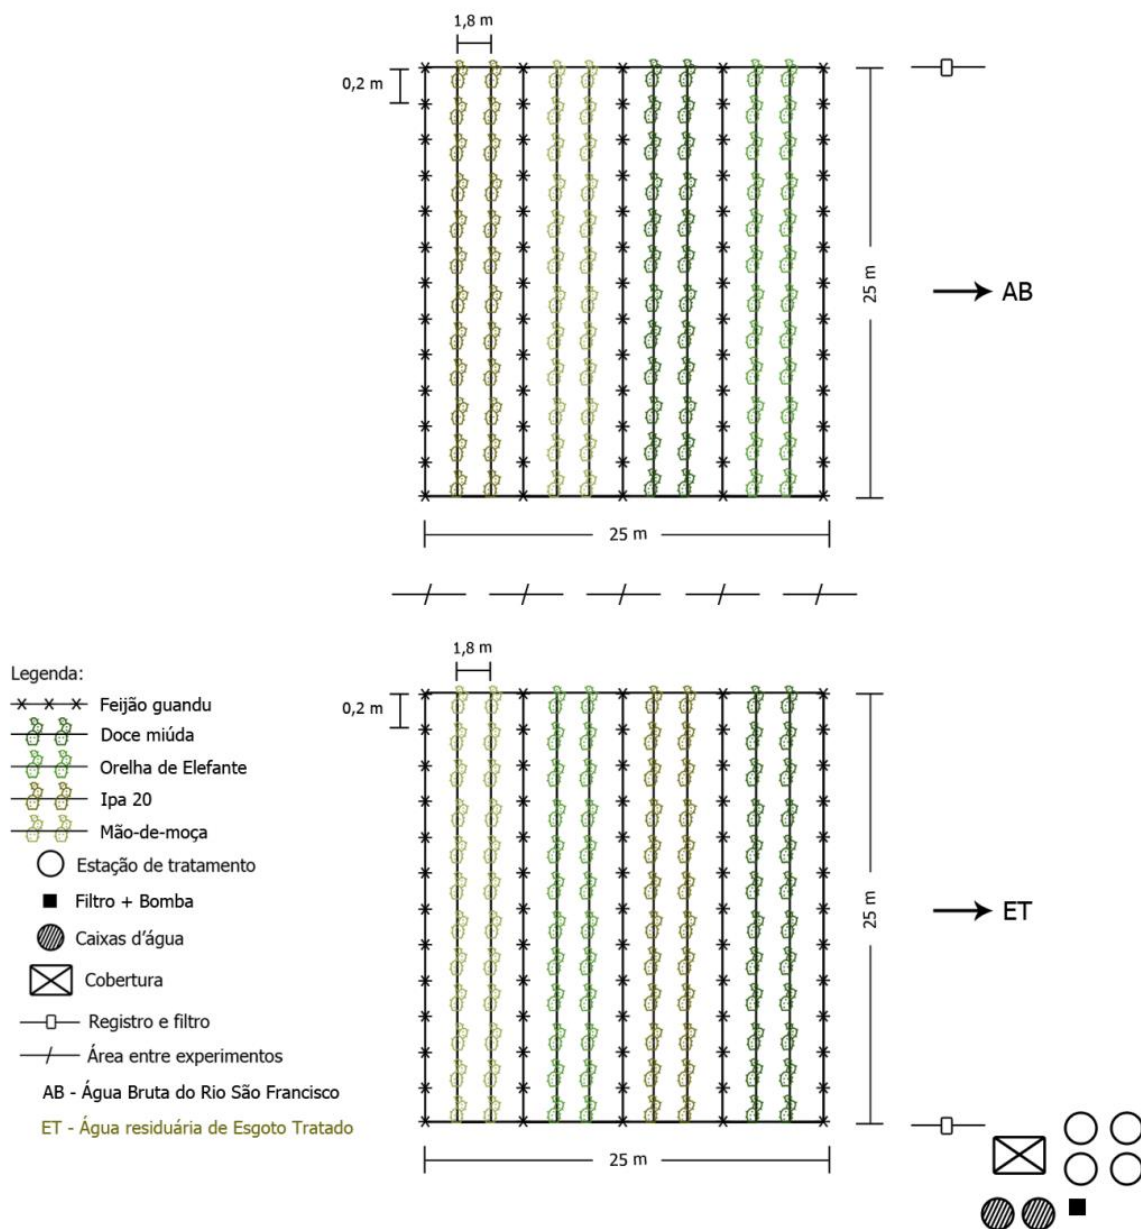 1,8 m
0,2 m
25 m
AB
25 m
1,8 m
Legenda:
0,2 m
Feijão guandu
Doce miúda
Orelha de Elefante
Ipa 20
Mão-de-moça
Estação de tratamento
25 m
Filtro + Bomba
ET
Caixas d'água
Cobertura
Registro e filtro
Área entre experimentos
AB - Água Bruta do Rio São Francisco
ET - Água residuária de Esgoto Tratado
25 m